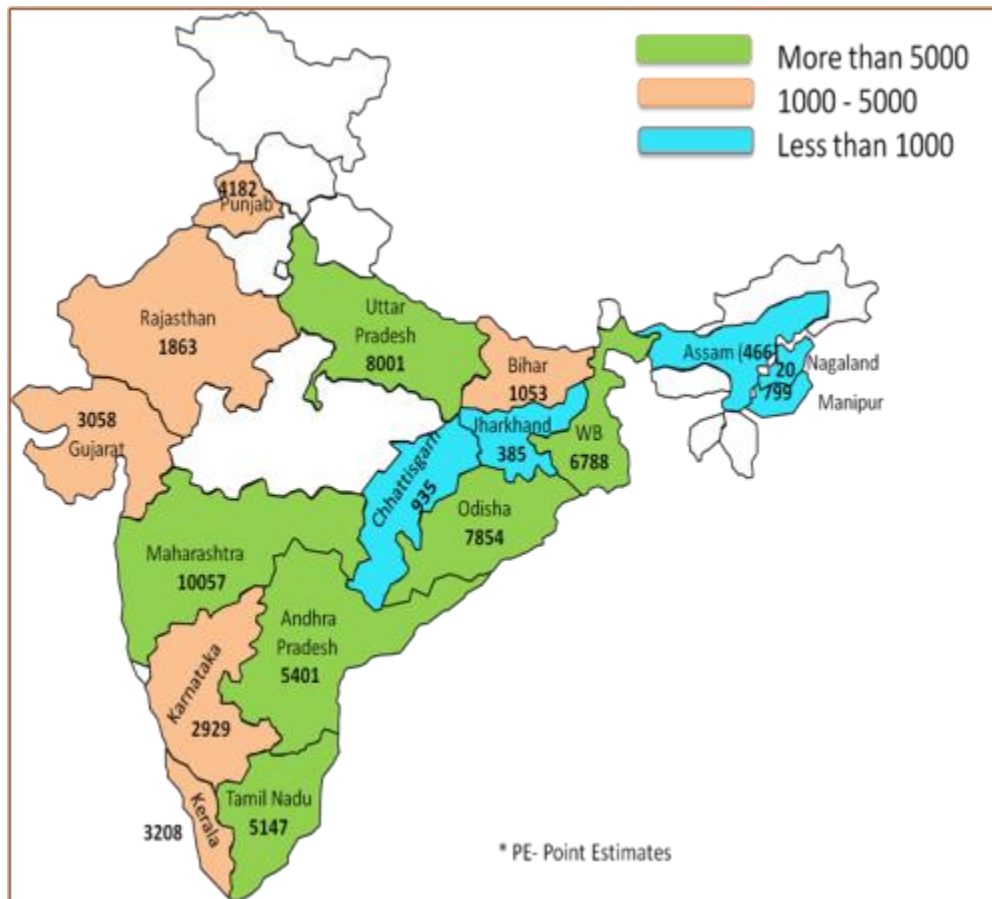 More than 5000
1000 - 5000
Less than 1000
4182
Punjab
Rajasthan
1863
Uttar
Pradesh
8001
Bihar
1053
Assam (466)
20
Nagaland
799
Manipur
3058
Gujarat
Jharkhand
385
WB
6788
Chhattisgarh
935
Odisha
7854
Maharashtra
10057
Andhra
Pradesh
5401
Karnataka
2929
Kerala
3208
Tamil Nadu
5147
* PE- Point Estimates